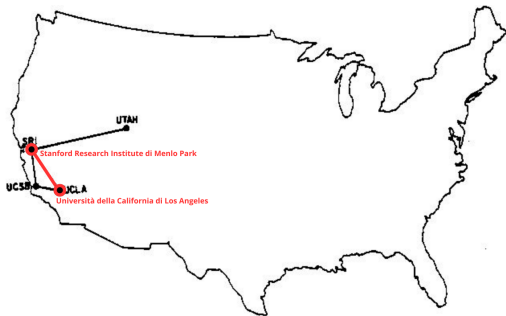 UTAH
SRI
Stanford Research Institute di Menlo Park
UCSB
UCLA
Università della California di Los Angeles